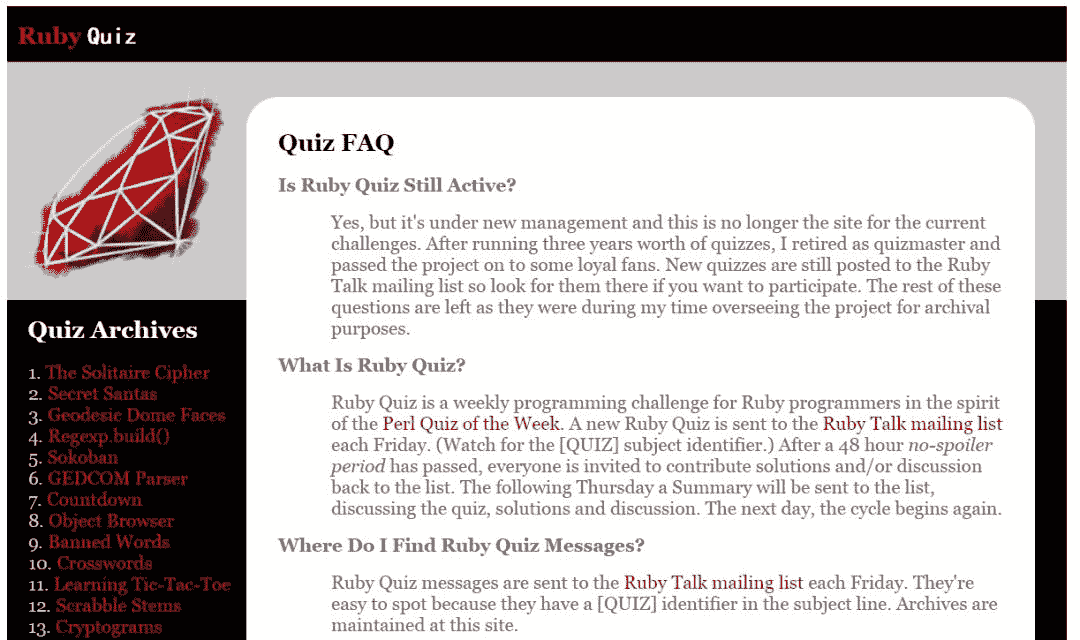 Ruby Quiz
Quiz FAQ
Is Ruby Quiz Still Active?
Yes, but it's under new management and this is no longer the site for the current
challenges. After running three years worth of quizzes, I retired as quizmaster and
passed the project on to some loyal fans. New quizzes are still posted to the Ruby
Talk mailing list so look for them there if you want to participate. The rest of these
questions are left as they were during my time overseeing the project for archival
purposes.
What Is Ruby Quiz?
Ruby Quiz is a weekly programming challenge for Ruby programmers in the spirit
of the Perl Quiz of the Week. A new Ruby Quiz is sent to the Ruby Talk mailing list
each Friday. (Watch for the [QUIZ] subject identifier.) After a 48 hour no-spoiler
period has passed, everyone is invited to contribute solutions and/or discussion
back to the list. The following Thursday a Summary will be sent to the list,
discussing the quiz, solutions and discussion. The next day, the cycle begins again.
Where Do I Find Ruby Quiz Messages?
Ruby Quiz messages are sent to the Ruby Talk mailing list each Friday. They're
easy to spot because they have a [QUIZ] identifier in the subject line. Archives are
maintained at this site.
Quiz Archives
1. The Solitaire Cipher
2. Secret Santas
3. Geodesic Dome Faces
4. Regexp.build()
5. Sokoban
6. GEDCOM Parser
7. Countdown
8. Object Browser
9. Banned Words
10. Crosswords
11. Learning Tic-Tac-Toe
12. Scrabble Stems
13. Cryptograms